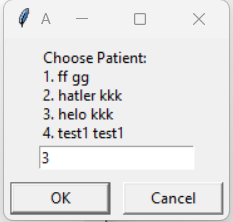 A
Choose Patient:
1. ff gg
2. hatler kkk
3. helo kkk
4. test1 test1
3
OK Cancel